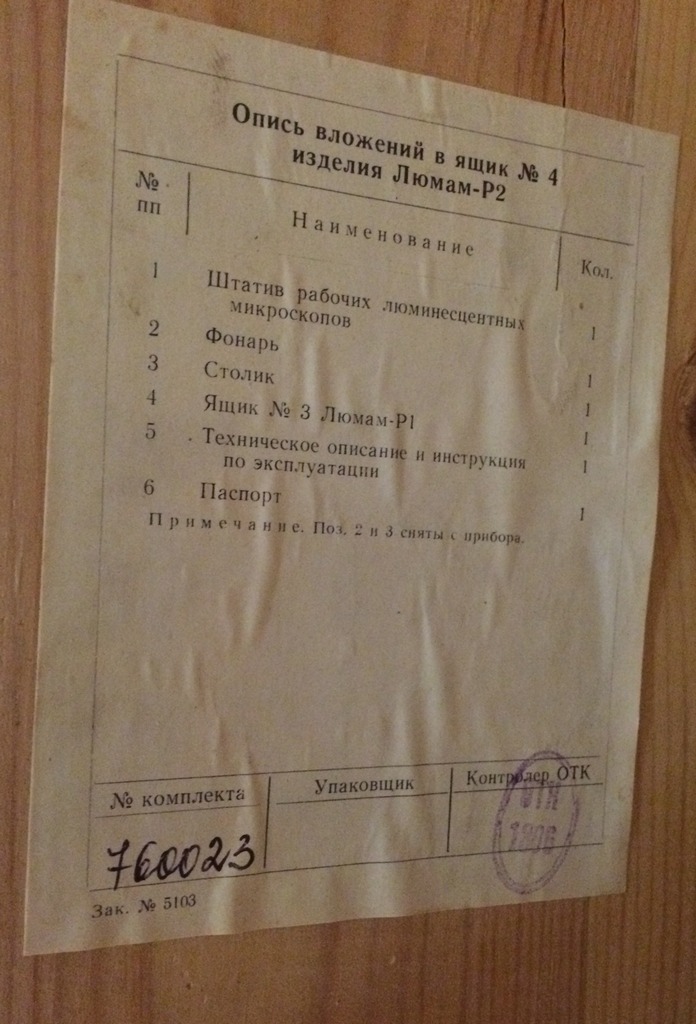 Опись вложений в ящик № 4
изделия Люмам-Р2
№ пп Наименование Кол.
1 Штатив рабочих люминесцентных
микроскопов 1
2 Фонарь 1
3 Столик 1
4 Ящик № 3 Люмам-Р1 1
5 Техническое описание и инструкция
по эксплуатации 1
6 Паспорт 1
Примечание. Поз. 2 и 3 сняты с прибора.
№ комплекта Упаковщик Контролер ОТК
760023
ОТК
Зак. № 5103